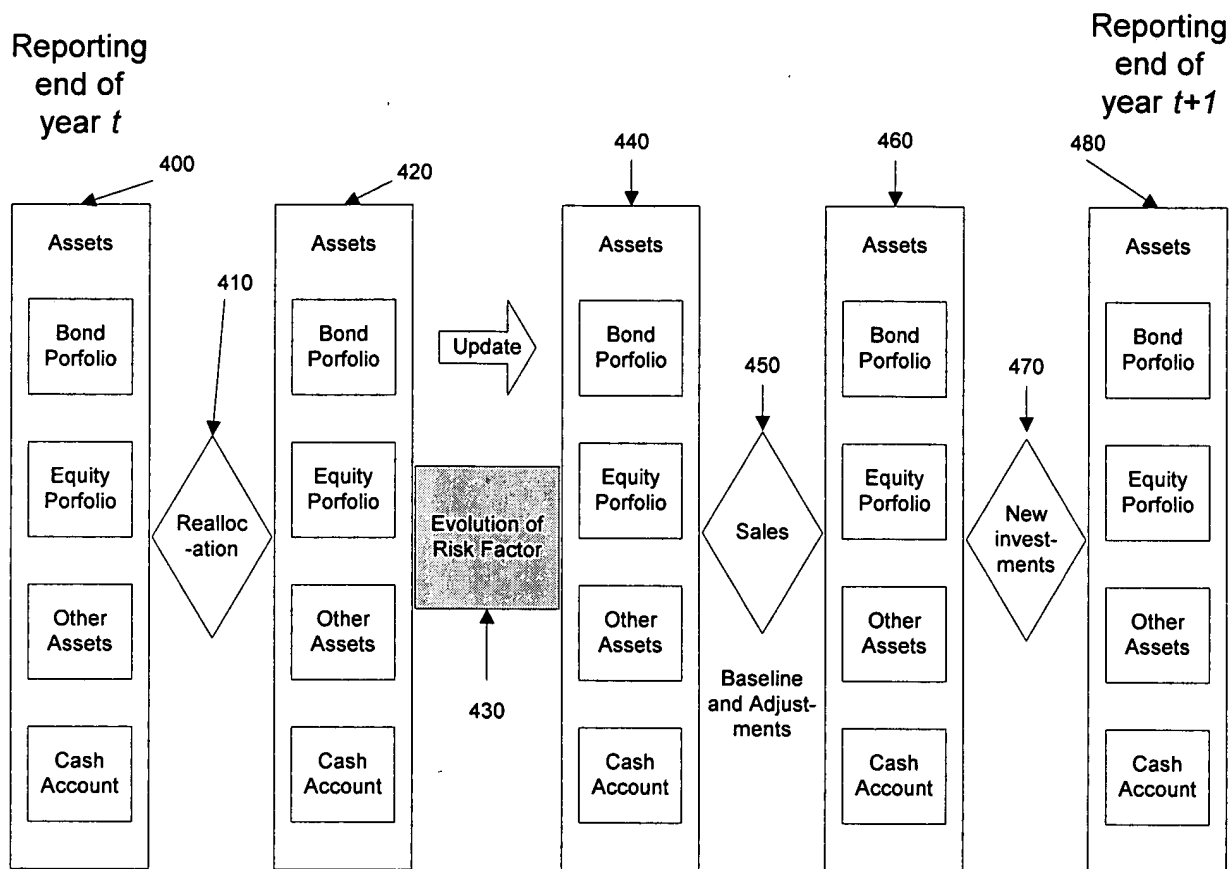 Reporting
end of
year t
Reporting
end of
year t+1
400
420
440
460
480
410
450
470
430
Assets
Bond
Porfolio
Equity
Porfolio
Other
Assets
Cash
Account
Realloc
-ation
Assets
Bond
Porfolio
Equity
Porfolio
Other
Assets
Cash
Account
Update
Evolution of
Risk Factor
Assets
Bond
Porfolio
Equity
Porfolio
Other
Assets
Cash
Account
Sales
Baseline
and Adjust-
ments
Assets
Bond
Porfolio
Equity
Porfolio
Other
Assets
Cash
Account
New
invest-
ments
Assets
Bond
Porfolio
Equity
Porfolio
Other
Assets
Cash
Account